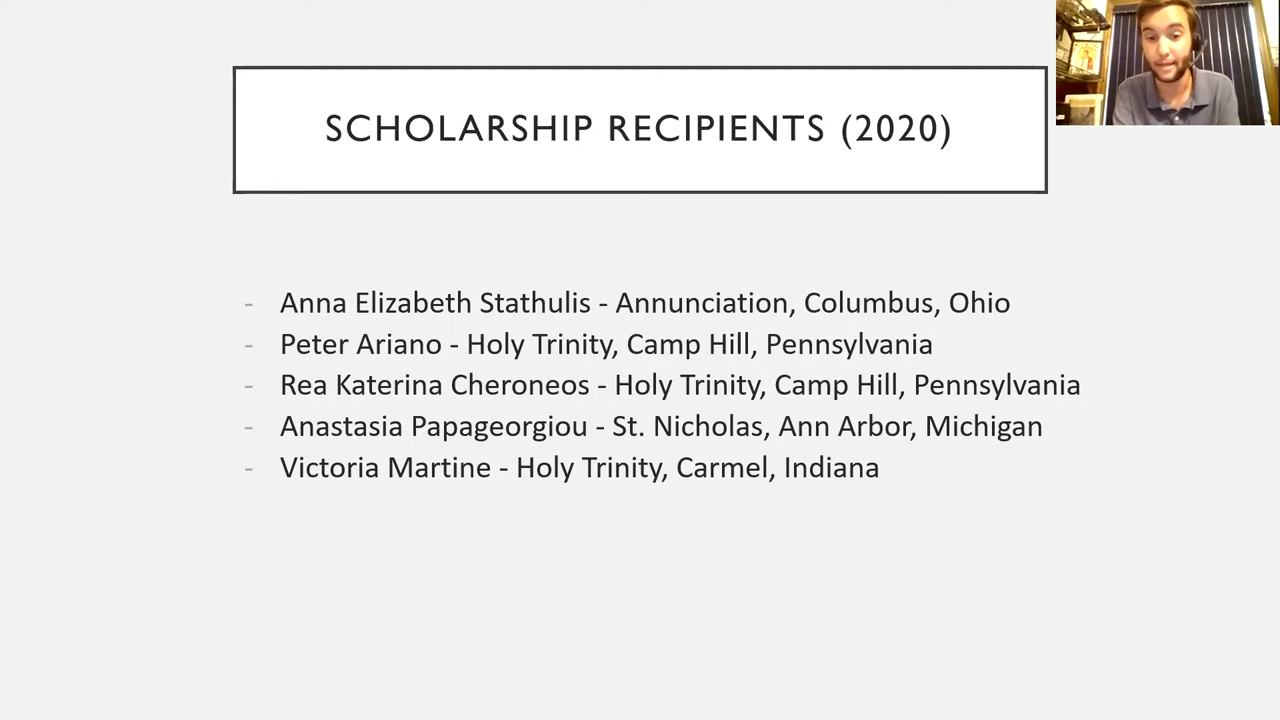 SCHOLARSHIP RECIPIENTS (2020)
- Anna Elizabeth Stathulis - Annunciation, Columbus, Ohio
- Peter Ariano - Holy Trinity, Camp Hill, Pennsylvania
- Rea Katerina Cheroneos - Holy Trinity, Camp Hill, Pennsylvania
- Anastasia Papageorgiou - St. Nicholas, Ann Arbor, Michigan
- Victoria Martine - Holy Trinity, Carmel, Indiana